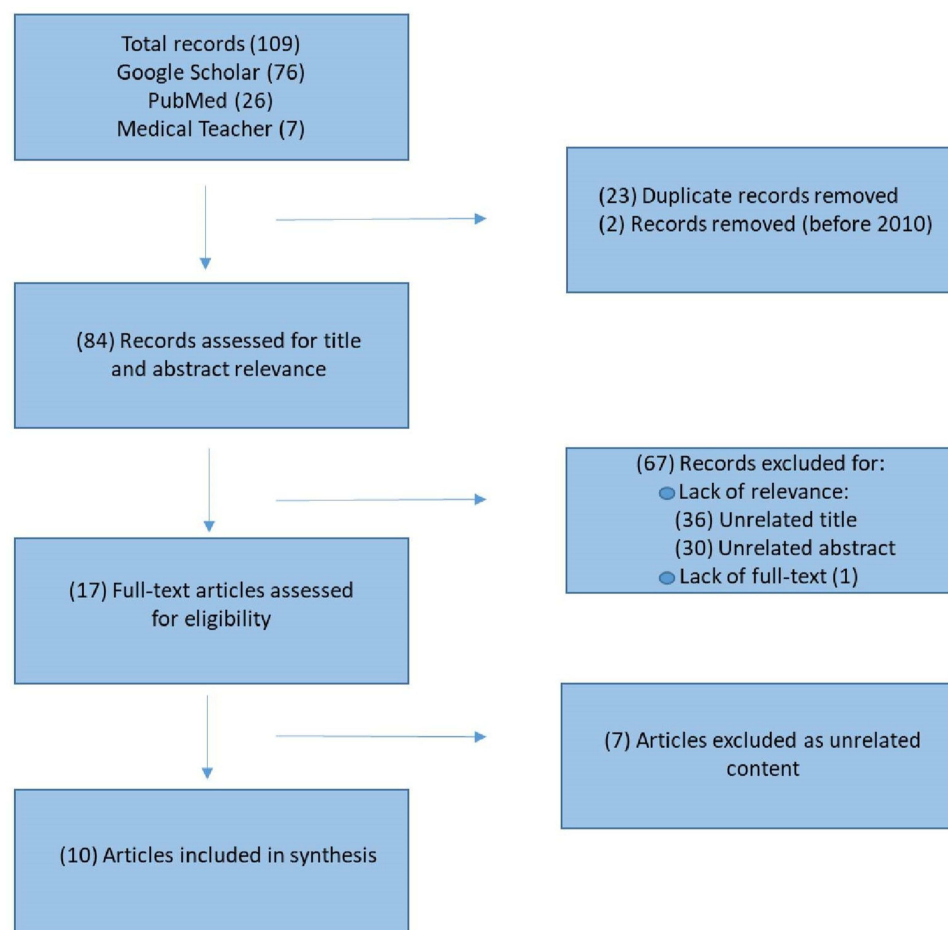 Total records (109)
Google Scholar (76)
PubMed (26)
Medical Teacher (7)
(23) Duplicate records removed
(2) Records removed (before 2010)
(84) Records assessed for title
and abstract relevance
(67) Records excluded for:
Lack of relevance:
(36) Unrelated title
(30) Unrelated abstract
Lack of full-text (1)
(17) Full-text articles assessed
for eligibility
(7) Articles excluded as unrelated
content
(10) Articles included in synthesis